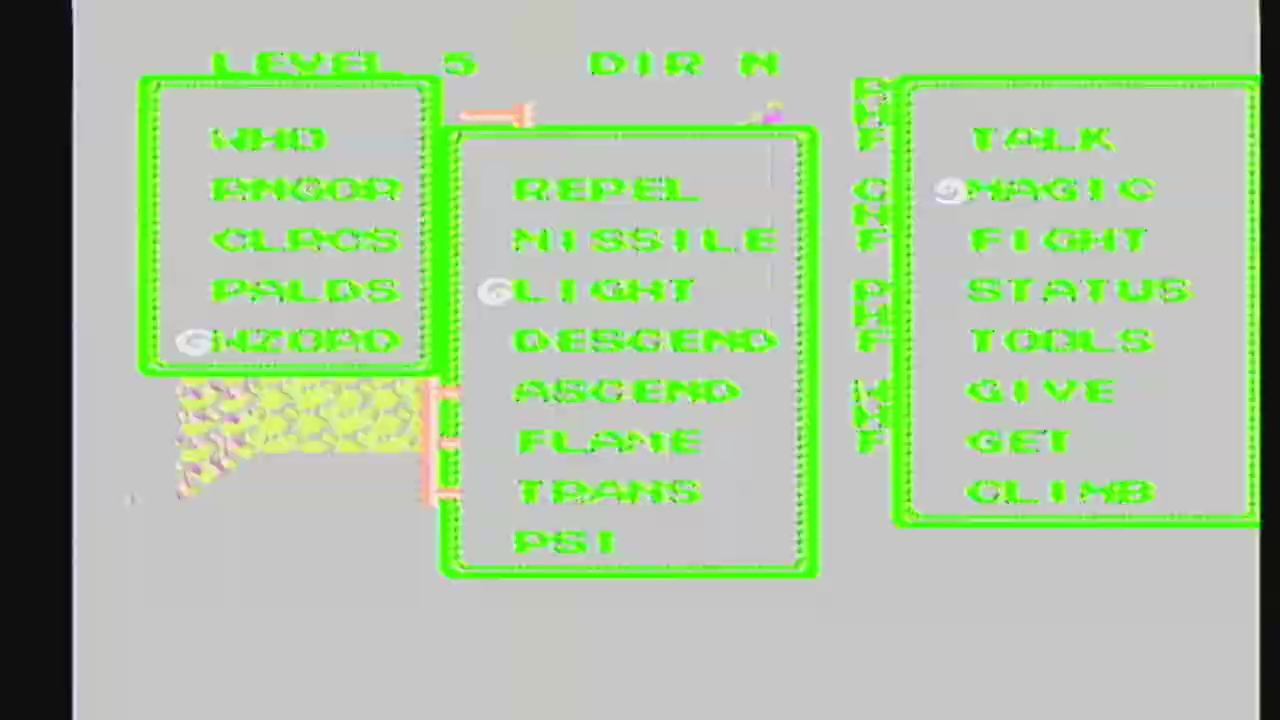 LEVEL 5 DIR N
WHO
ANGOR
CLRCS
PALDS
WZORD
REPEL
MISSILE
LIGHT
DESCEND
ASCEND
FLAME
TRANS
PSI
TALK
MAGIC
FIGHT
STATUS
TOOLS
GIVE
GET
CLIMB